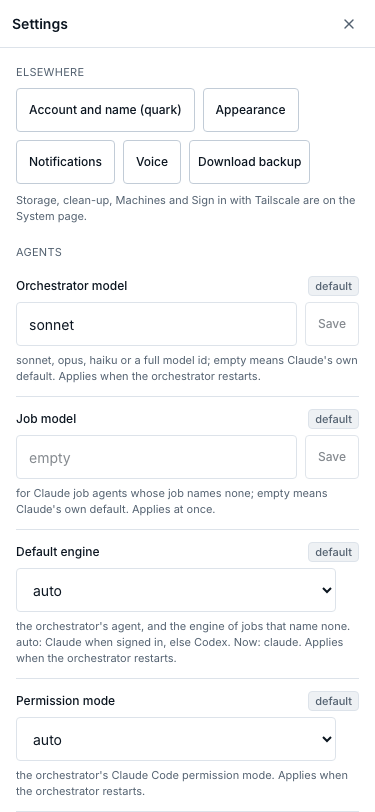 Settings
ELSEWHERE
Account and name (quark)
Appearance
Notifications
Voice
Download backup
Storage, clean-up, Machines and Sign in with Tailscale are on the
System page.
AGENTS
Orchestrator model
default
sonnet
Save
sonnet, opus, haiku or a full model id; empty means Claude's own
default. Applies when the orchestrator restarts.
Job model
default
empty
Save
for Claude job agents whose job names none; empty means
Claude's own default. Applies at once.
Default engine
default
auto
the orchestrator's agent, and the engine of jobs that name none.
auto: Claude when signed in, else Codex. Now: claude. Applies
when the orchestrator restarts.
Permission mode
default
auto
the orchestrator's Claude Code permission mode. Applies when
the orchestrator restarts.